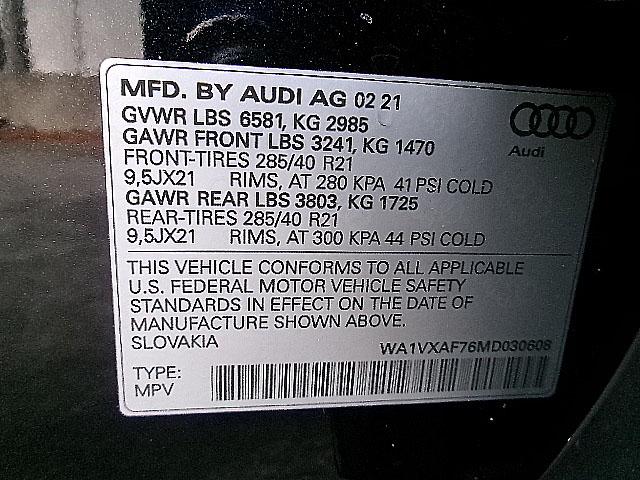 MFD. BY AUDI AG 02 21
GVWR LBS 6581, KG 2985
GAWR FRONT LBS 3241, KG 1470
FRONT-TIRES 285/40 R21
9,5JX21 RIMS, AT 280 KPA 41 PSI COLD
GAWR REAR LBS 3803, KG 1725
REAR-TIRES 285/40 R21
9,5JX21 RIMS, AT 300 KPA 44 PSI COLD
Audi
THIS VEHICLE CONFORMS TO ALL APPLICABLE
U.S. FEDERAL MOTOR VEHICLE SAFETY
STANDARDS IN EFFECT ON THE DATE OF
MANUFACTURE SHOWN ABOVE.
SLOVAKIA WA1VXAF76MD030608
TYPE:
MPV